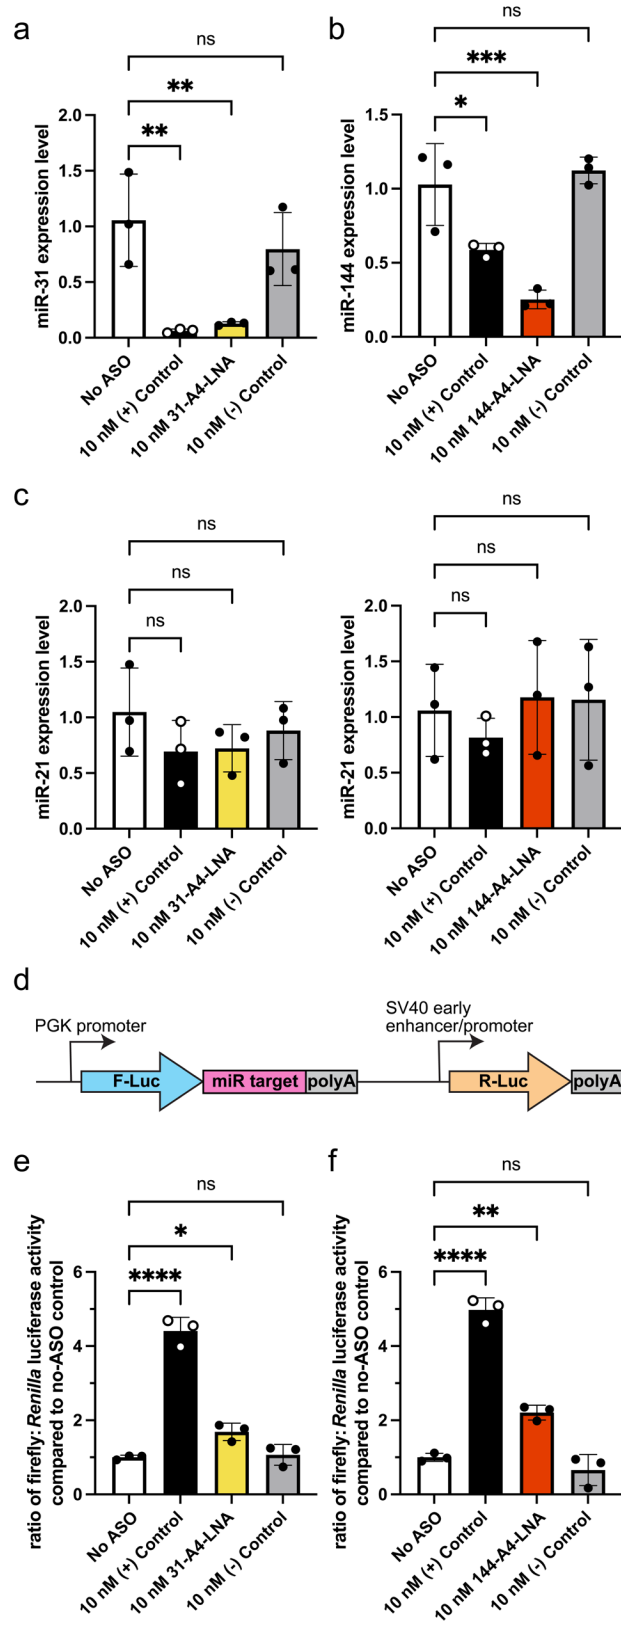 a
ns
**
**
miR-31 expression level
2.0
1.5
1.0
0.5
0.0
No ASO
10 nM (+) Control
10 nM 31-A4-LNA
10 nM (-) Control
b
ns
***
*
miR-144 expression level
1.5
1.0
0.5
0.0
No ASO
10 nM (+) Control
10 nM 144-A4-LNA
10 nM (-) Control
c
ns
ns
ns
miR-21 expression level
2.0
1.5
1.0
0.5
0.0
No ASO
10 nM (+) Control
10 nM 31-A4-LNA
10 nM (-) Control
ns
ns
ns
miR-21 expression level
2.0
1.5
1.0
0.5
0.0
No ASO
10 nM (+) Control
10 nM 144-A4-LNA
10 nM (-) Control
d
PGK promoter
SV40 early
enhancer/promoter
F-Luc
miR target
polyA
R-Luc
polyA
e
ns
*
****
ratio of firefly: Renilla luciferase activity
compared to no-ASO control
6
4
2
0
No ASO
10 nM (+) Control
10 nM 31-A4-LNA
10 nM (-) Control
f
ns
**
****
ratio of firefly: Renilla luciferase activity
compared to no-ASO control
6
4
2
0
No ASO
10 nM (+) Control
10 nM 144-A4-LNA
10 nM (-) Control